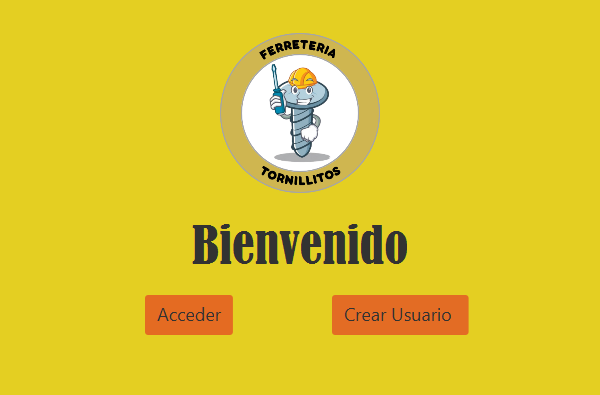 FERRETERIA
TORNILLITOS
Bienvenido
Acceder
Crear Usuario